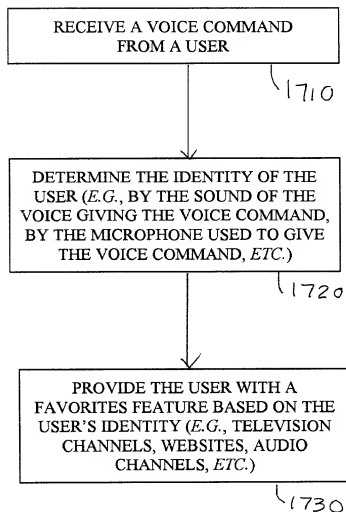 RECEIVE A VOICE COMMAND
FROM A USER
1710
DETERMINE THE IDENTITY OF THE
USER (E.G., BY THE SOUND OF THE
VOICE GIVING THE VOICE COMMAND,
BY THE MICROPHONE USED TO GIVE
THE VOICE COMMAND, ETC.)
1720
PROVIDE THE USER WITH A
FAVORITES FEATURE BASED ON THE
USER'S IDENTITY (E.G., TELEVISION
CHANNELS, WEBSITES, AUDIO
CHANNELS, ETC.)
1730